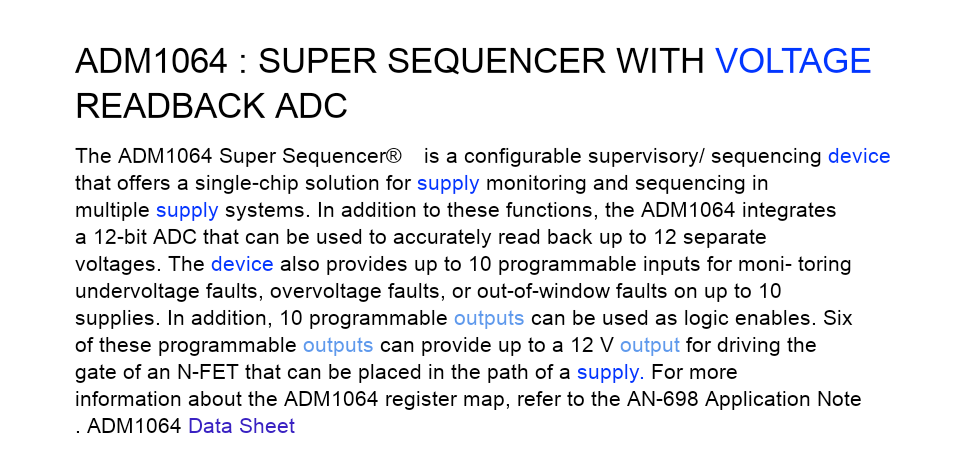 ADM1064 : SUPER SEQUENCER WITH VOLTAGE
READBACK ADC
The ADM1064 Super Sequencer® is a configurable supervisory/ sequencing device
that offers a single-chip solution for supply monitoring and sequencing in
multiple supply systems. In addition to these functions, the ADM1064 integrates
a 12-bit ADC that can be used to accurately read back up to 12 separate
voltages. The device also provides up to 10 programmable inputs for moni- toring
undervoltage faults, overvoltage faults, or out-of-window faults on up to 10
supplies. In addition, 10 programmable outputs can be used as logic enables. Six
of these programmable outputs can provide up to a 12 V output for driving the
gate of an N-FET that can be placed in the path of a supply. For more
information about the ADM1064 register map, refer to the AN-698 Application Note
. ADM1064 Data Sheet